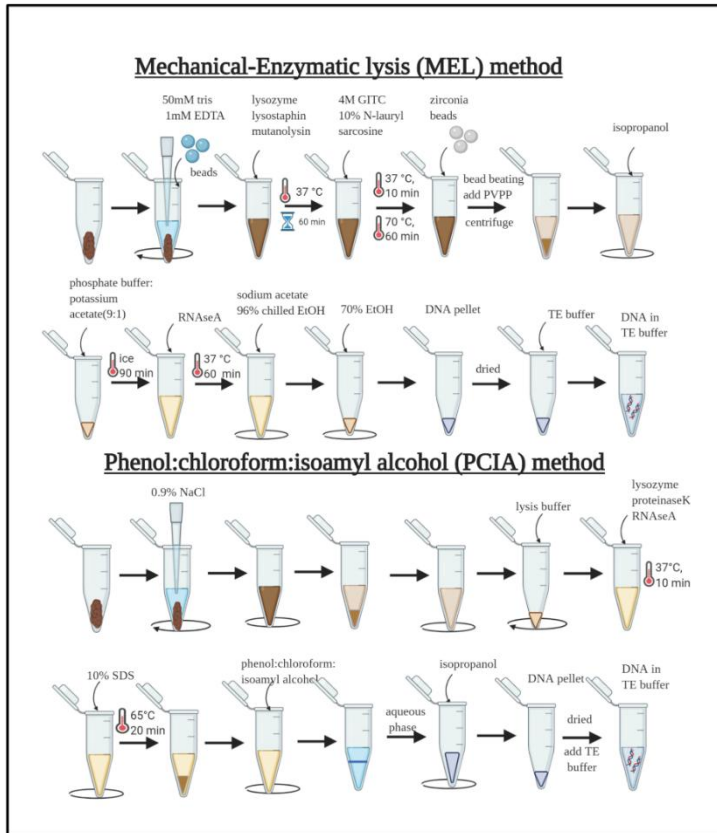 Mechanical-Enzymatic lysis (MEL) method
50mM tris
1mM EDTA
beads
lysozyme
lysostaphin
mutanolysin
37 °C
60 min
4M GITC
10% N-lauryl
sarcosine
37 °C,
10 min
70 °C,
60 min
zirconia
beads
bead beating
add PVPP
centrifuge
isopropanol
phosphate buffer:
potassium
acetate(9:1)
ice
90 min
RNAseA
37 °C
60 min
sodium acetate
96% chilled EtOH
70% EtOH
DNA pellet
dried
TE buffer
DNA in
TE buffer
Phenol:chloroform:isoamyl alcohol (PCIA) method
0.9% NaCl
lysis buffer
lysozyme
proteinaseK
RNAseA
37°C,
10 min
10% SDS
65°C
20 min
phenol:chloroform:
isoamyl alcohol
aqueous
phase
isopropanol
DNA pellet
dried
add TE
buffer
DNA in
TE buffer